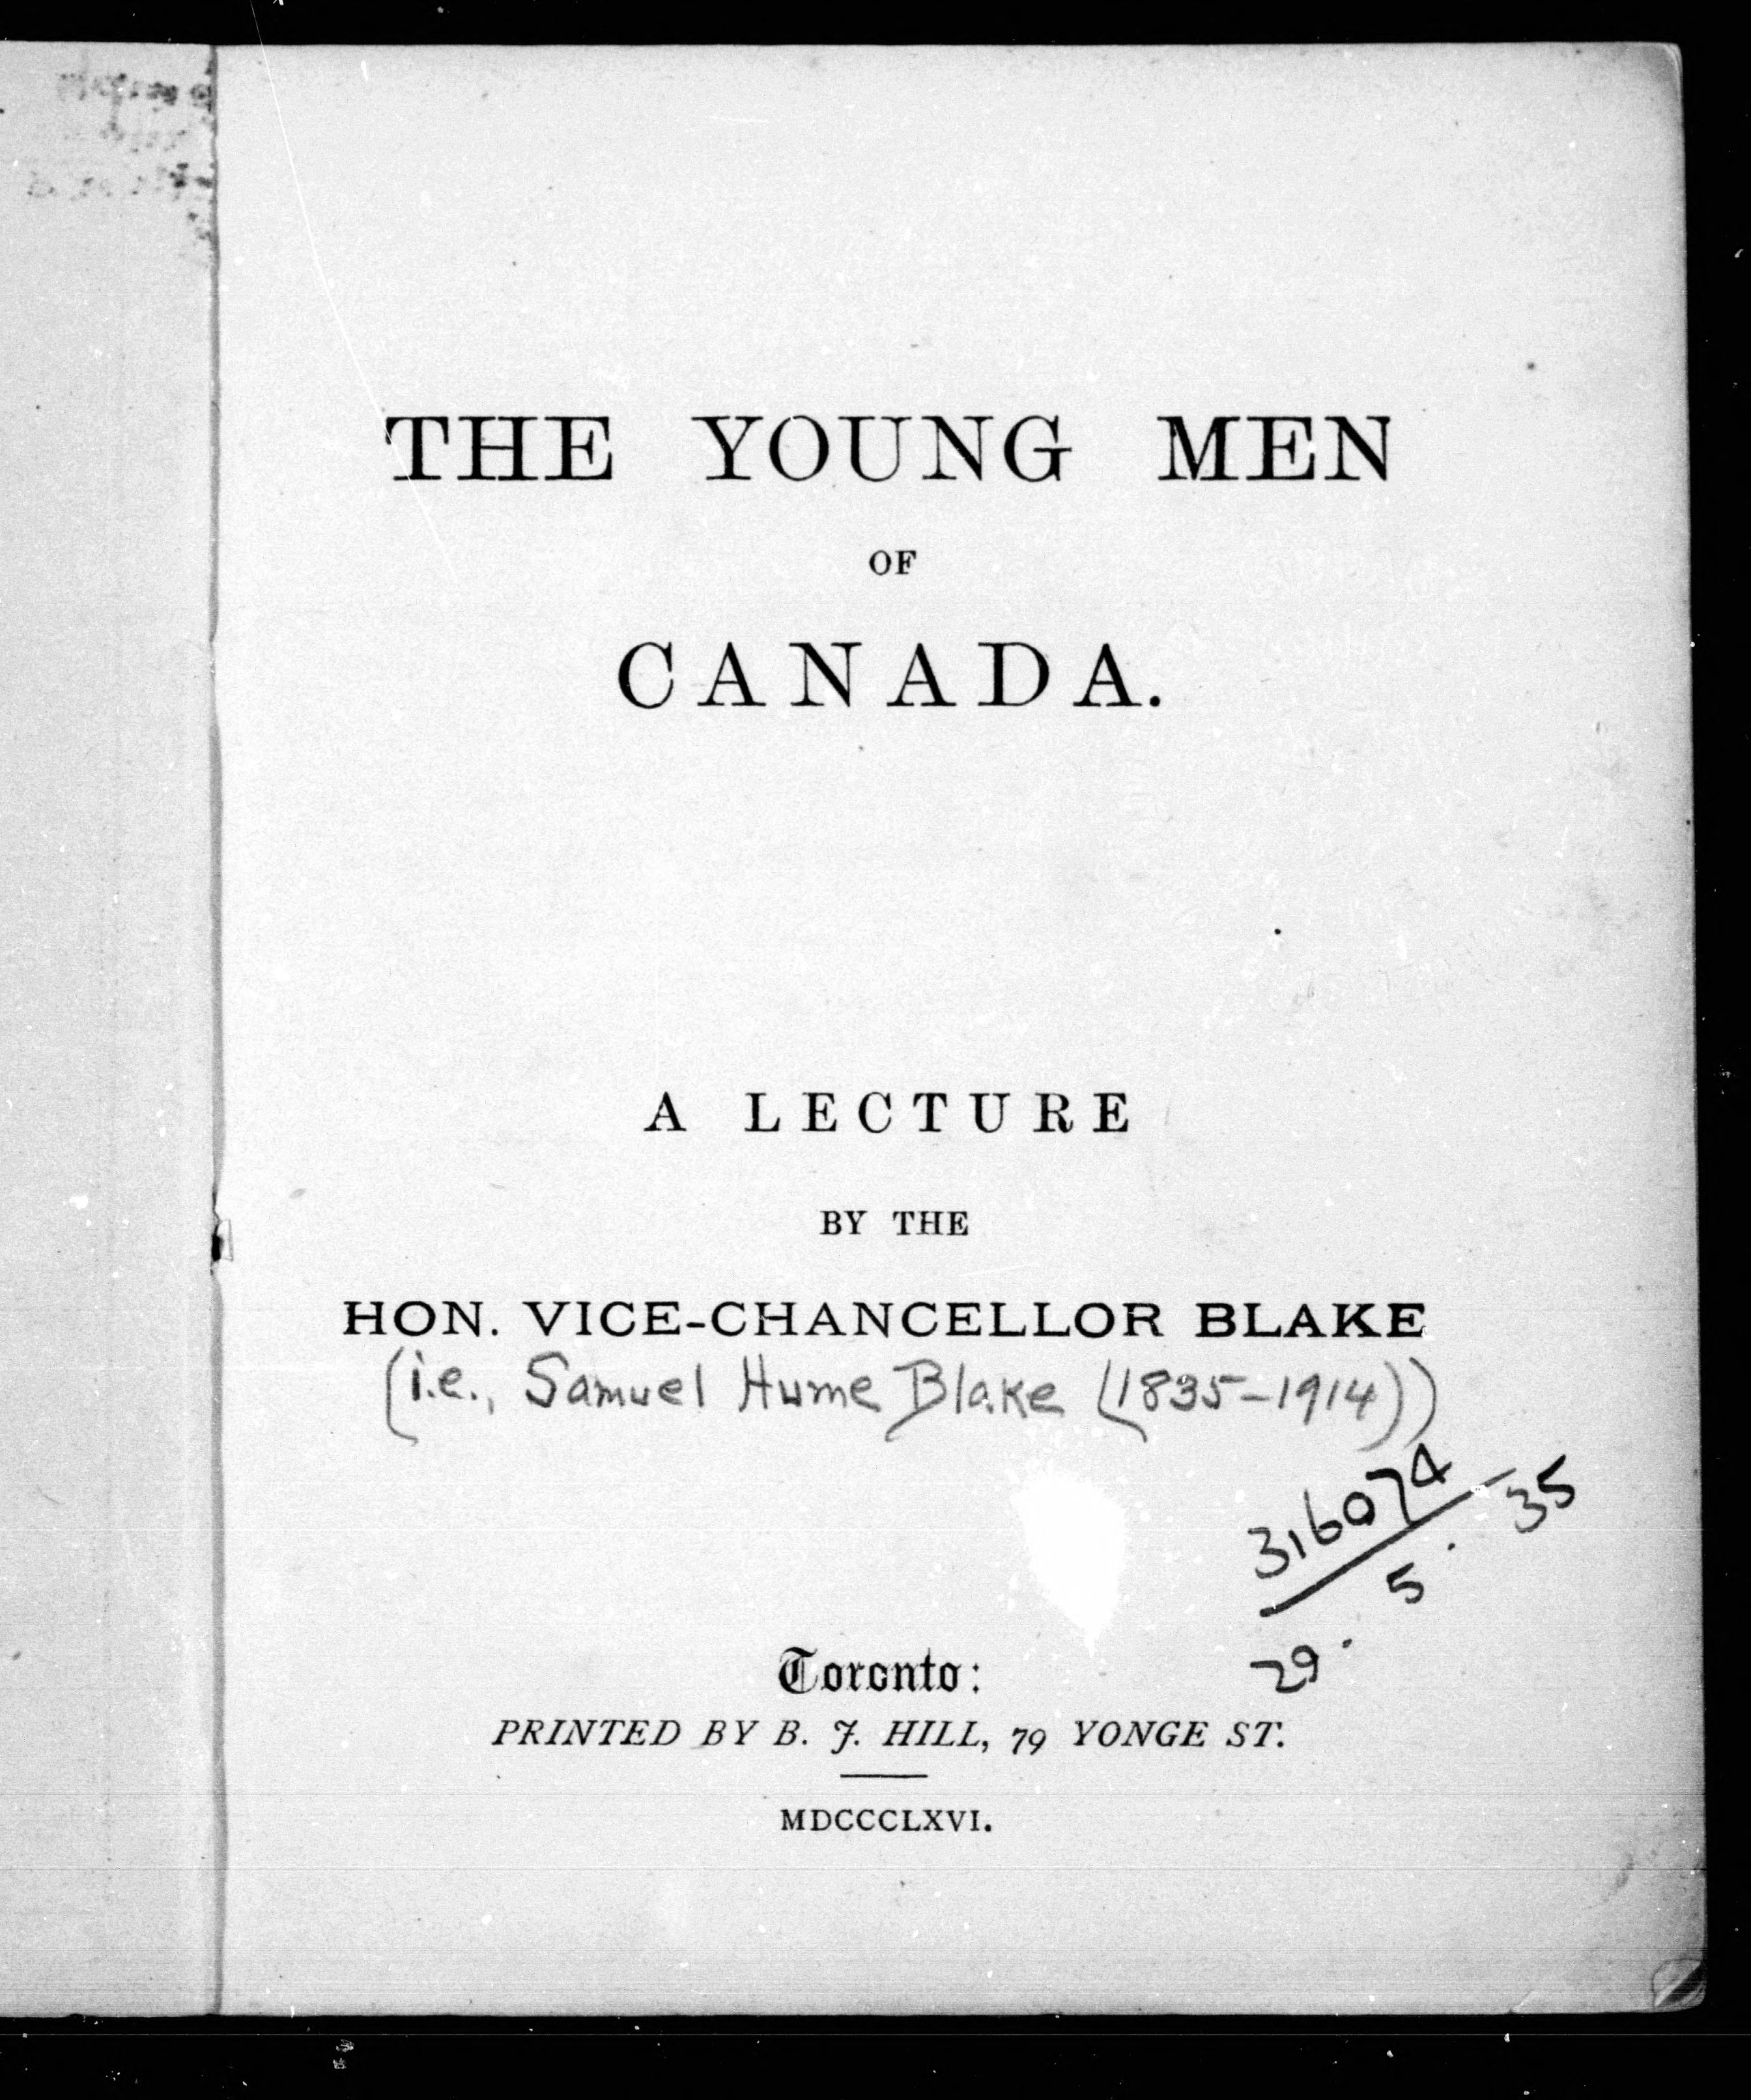 THE YOUNG MEN
OF
CANADA.
A LECTURE
BY THE
HON. VICE-CHANCELLOR BLAKE
(i.e., Samuel Hume Blake (1835-1914))
316074
29. 5. 35
Toronto:
PRINTED BY B. J. HILL, 79 YONGE ST.
MDCCCLXVI.